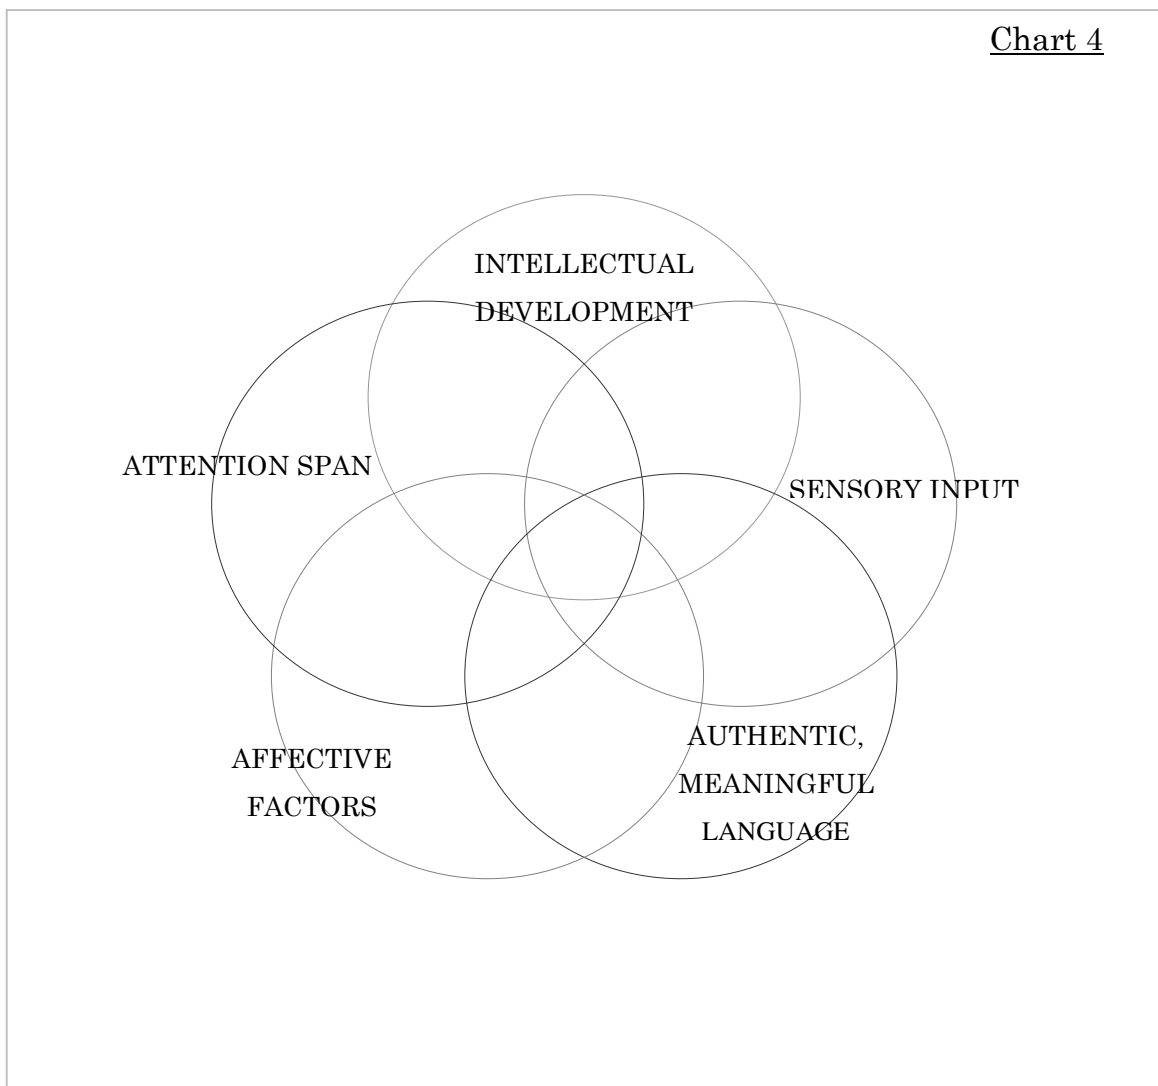 Chart 4
INTELLECTUAL
DEVELOPMENT
ATTENTION SPAN
SENSORY INPUT
AFFECTIVE
FACTORS
AUTHENTIC,
MEANINGFUL
LANGUAGE